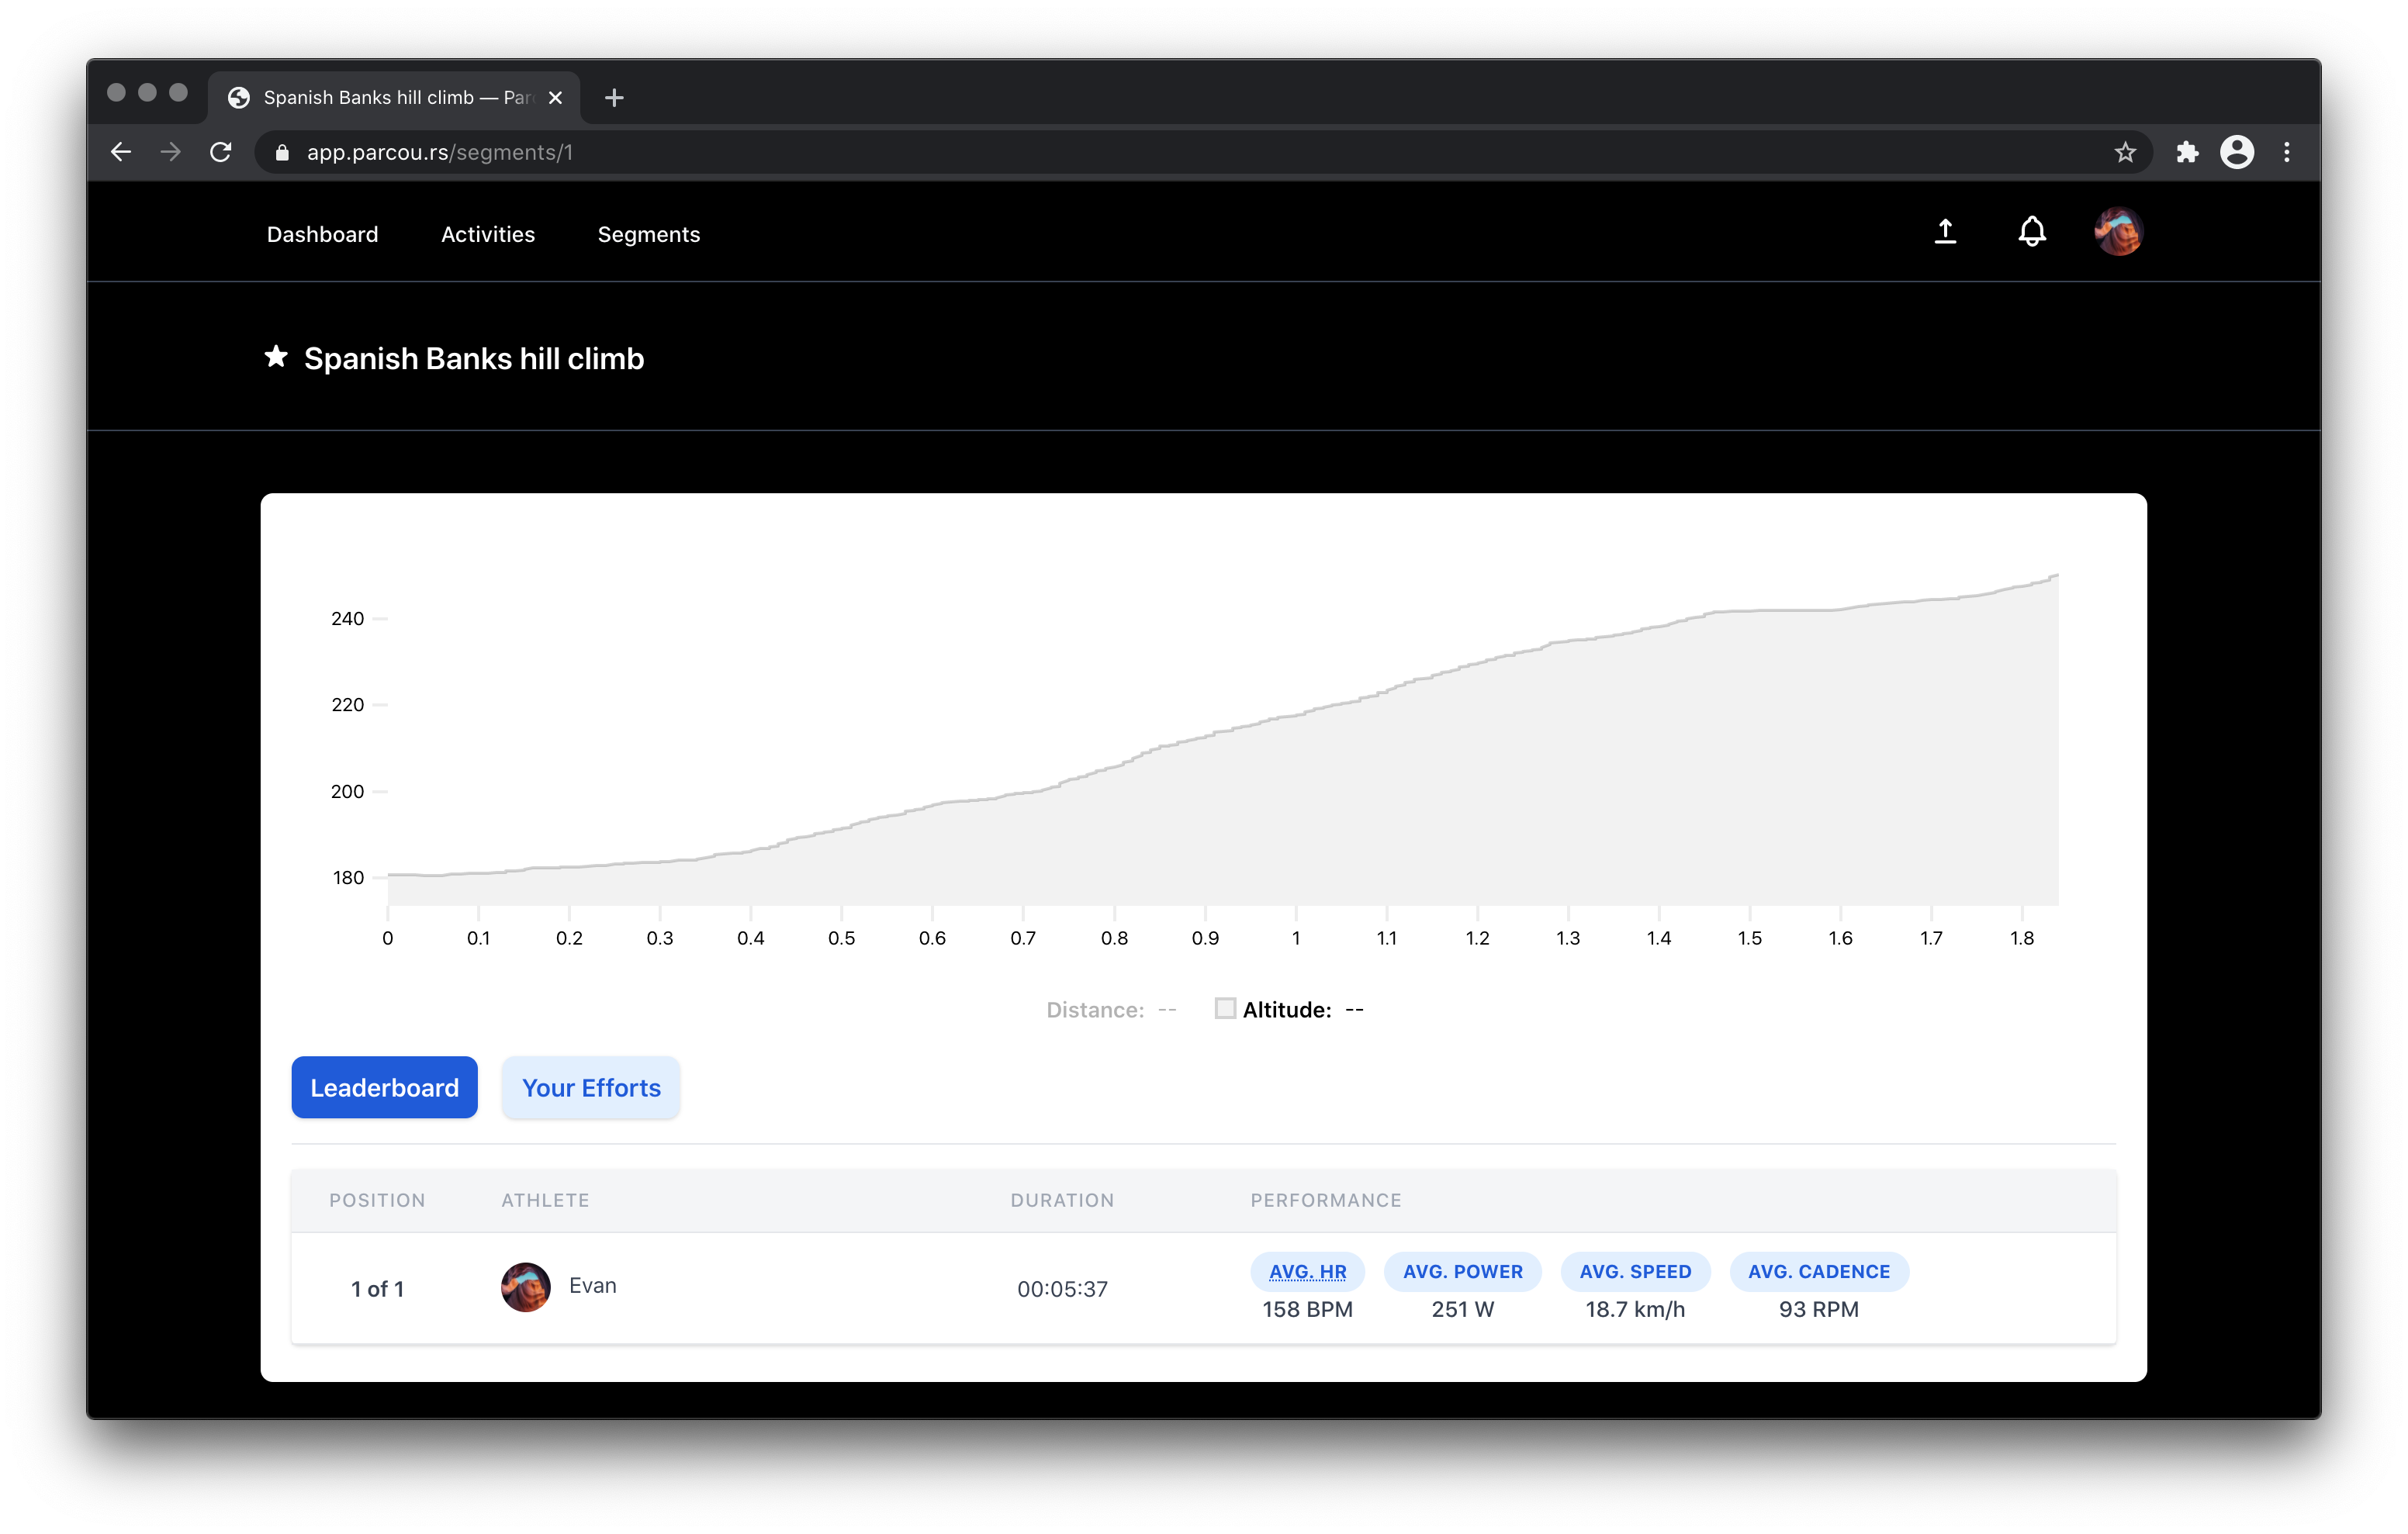 Spanish Banks hill climb — Par
app.parcou.rs/segments/1
Dashboard Activities Segments
Spanish Banks hill climb
240
220
200
180
0 0.1 0.2 0.3 0.4 0.5 0.6 0.7 0.8 0.9 1 1.1 1.2 1.3 1.4 1.5 1.6 1.7 1.8
Distance: -- Altitude: --
Leaderboard Your Efforts
POSITION ATHLETE DURATION PERFORMANCE
AVG. HR AVG. POWER AVG. SPEED AVG. CADENCE
1 of 1 Evan 00:05:37
158 BPM 251 W 18.7 km/h 93 RPM